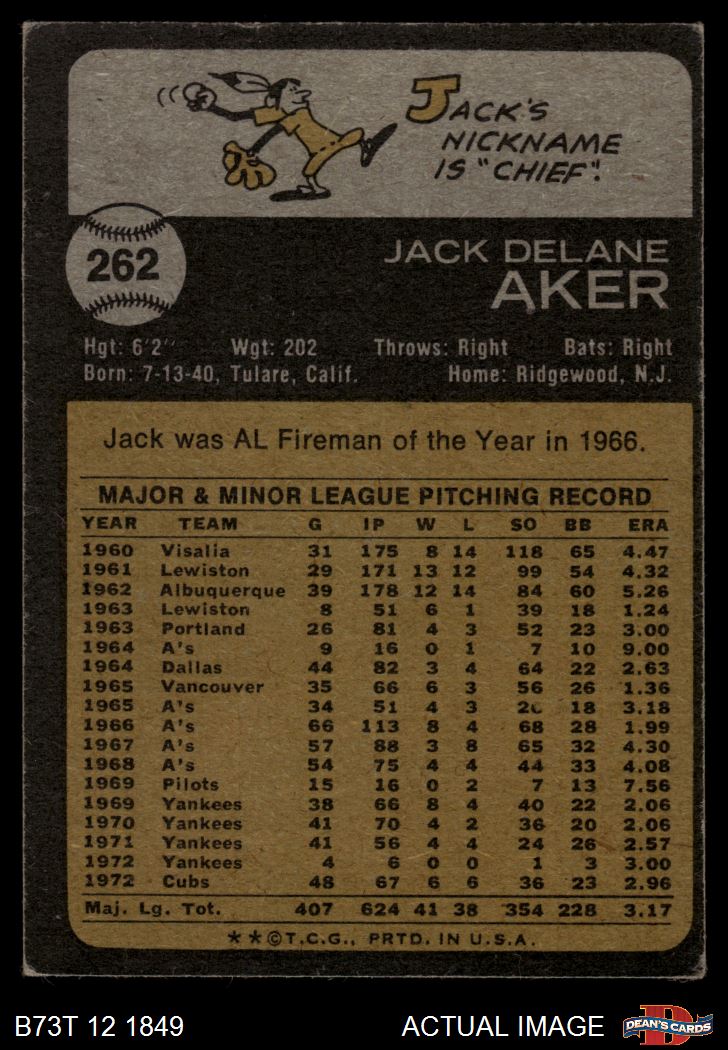 JACK'S
NICKNAME
IS "CHIEF".
262
JACK DELANE
AKER
Hgt: 6'2" Wgt: 202 Throws: Right Bats: Right
Born: 7-13-40, Tulare, Calif. Home: Ridgewood, N.J.
Jack was AL Fireman of the Year in 1966.
MAJOR & MINOR LEAGUE PITCHING RECORD
YEAR TEAM G IP W L SO BB ERA
1960 Visalia 31 175 8 14 118 65 4.47
1961 Lewiston 29 171 13 12 99 54 4.32
1962 Albuquerque 39 178 12 14 84 60 5.26
1963 Lewiston 8 51 6 1 39 18 1.24
1963 Portland 26 81 4 3 52 23 3.00
1964 A's 9 16 0 1 7 10 9.00
1964 Dallas 44 82 3 4 64 22 2.63
1965 Vancouver 35 66 6 3 56 26 1.36
1965 A's 34 51 4 3 18 3.18
1966 A's 66 113 8 4 68 28 1.99
1967 A's 57 88 3 8 65 32 4.30
1968 A's 54 75 4 4 44 33 4.08
1969 Pilots 15 16 0 2 7 13 7.56
1969 Yankees 38 66 8 4 40 22 2.06
1970 Yankees 41 70 4 2 36 20 2.06
1971 Yankees 41 56 4 4 24 26 2.57
1972 Yankees 4 6 0 0 1 3 3.00
1972 Cubs 48 67 6 6 36 23 2.96
Maj. Lg. Tot. 407 624 41 38 354 228 3.17
★★©T.C.G., PRTD. IN U.S.A.
B73T 12 1849 ACTUAL IMAGE D DEAN'S CARDS